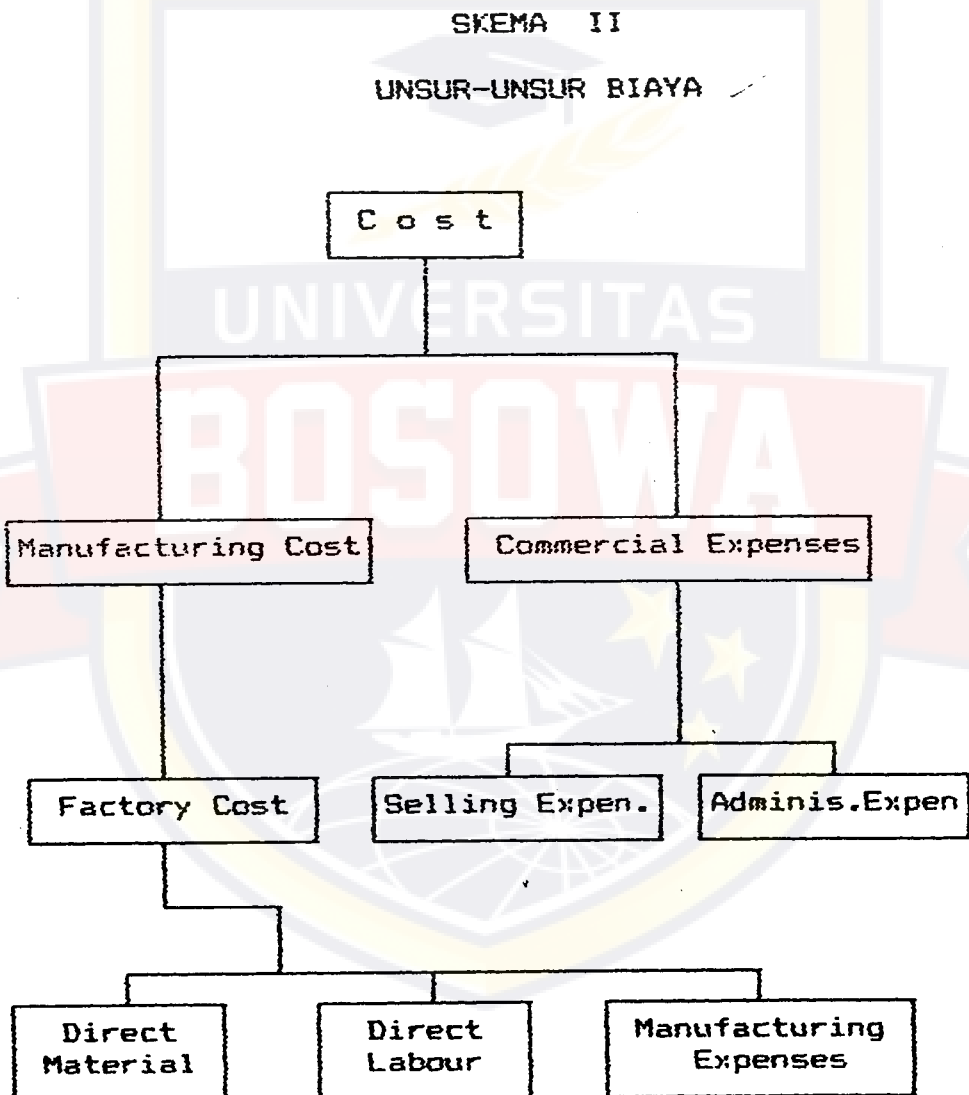 SKEMA II
UNSUR-UNSUR BIAYA
C o s t
UNIVERSITAS
BOSOWA
Manufacturing Cost
Commercial Expenses
Factory Cost
Selling Expen.
Adminis.Expen
Direct
Material
Direct
Labour
Manufacturing
Expenses